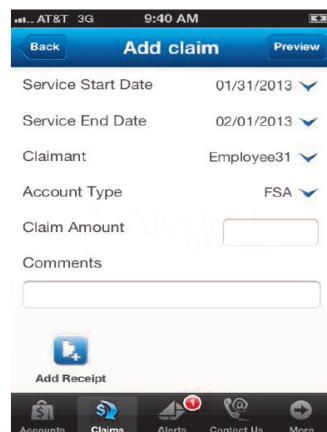 AT&T 3G 9:40 AM
Back Add claim Preview
Service Start Date 01/31/2013
Service End Date 02/01/2013
Claimant Employee31
Account Type FSA
Claim Amount
Comments
Add Receipt
1
Accounts Claims Alerts Contact Us More